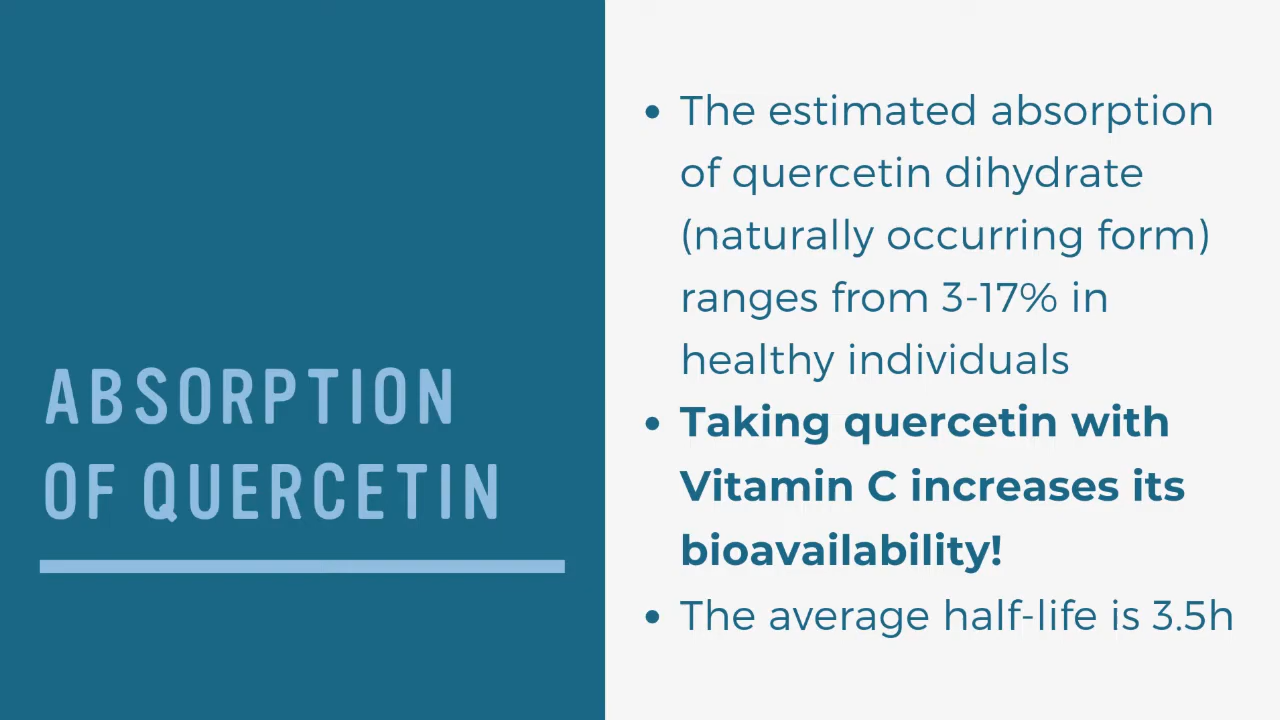 ABSORPTION
OF QUERCETIN
• The estimated absorption
of quercetin dihydrate
(naturally occurring form)
ranges from 3-17% in
healthy individuals
• Taking quercetin with
Vitamin C increases its
bioavailability!
• The average half-life is 3.5h